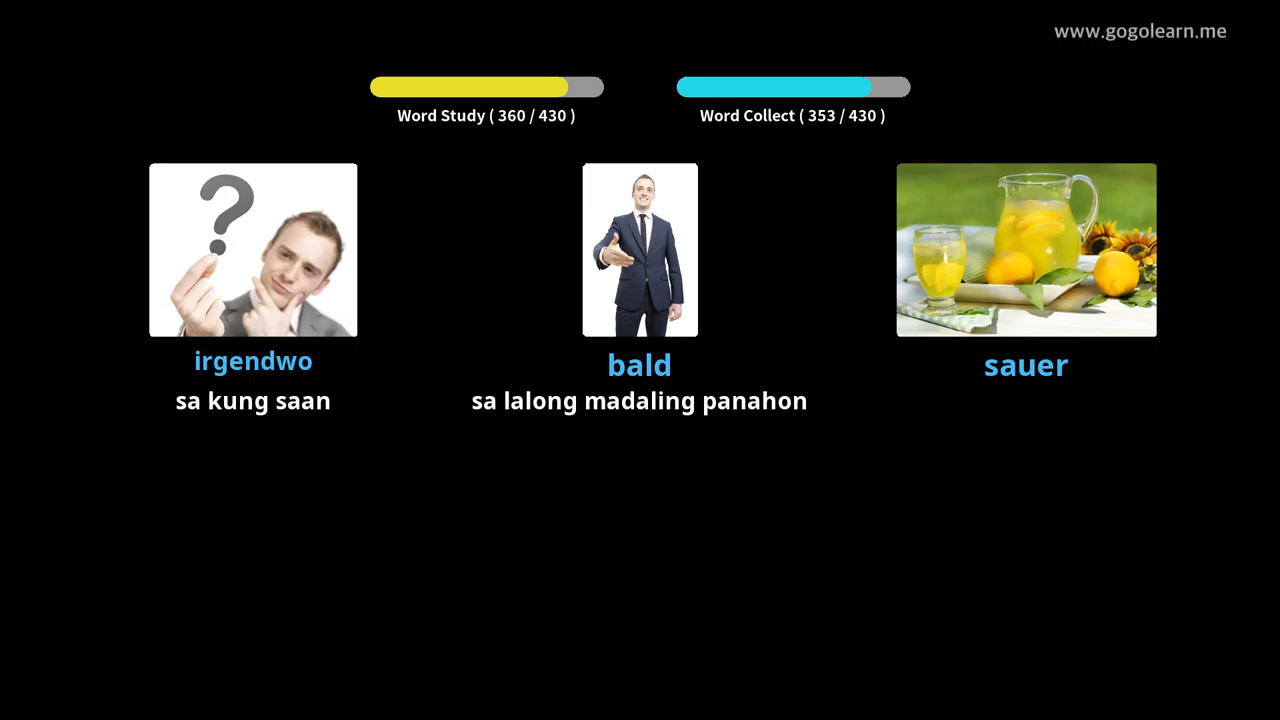 www.gogolearn.me
Word Study ( 360 / 430 )
Word Collect ( 353 / 430 )
irgendwo
bald
sauer
sa kung saan
sa lalong madaling panahon